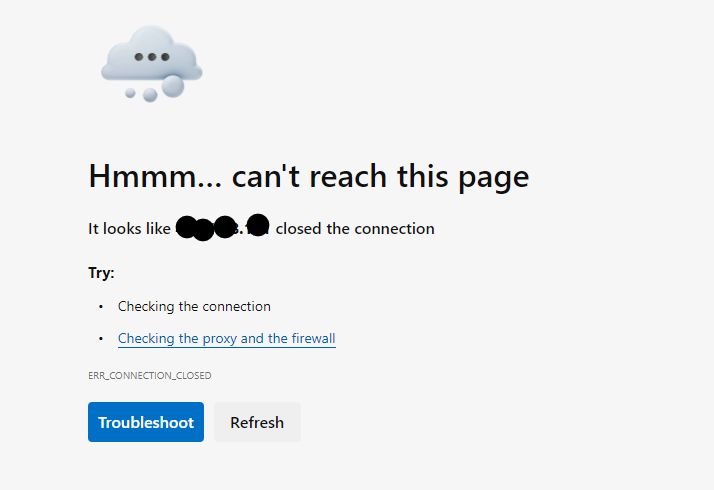 Hmmm... can't reach this page
It looks like closed the connection
Try:
• Checking the connection
• Checking the proxy and the firewall
ERR_CONNECTION_CLOSED
Troubleshoot
Refresh